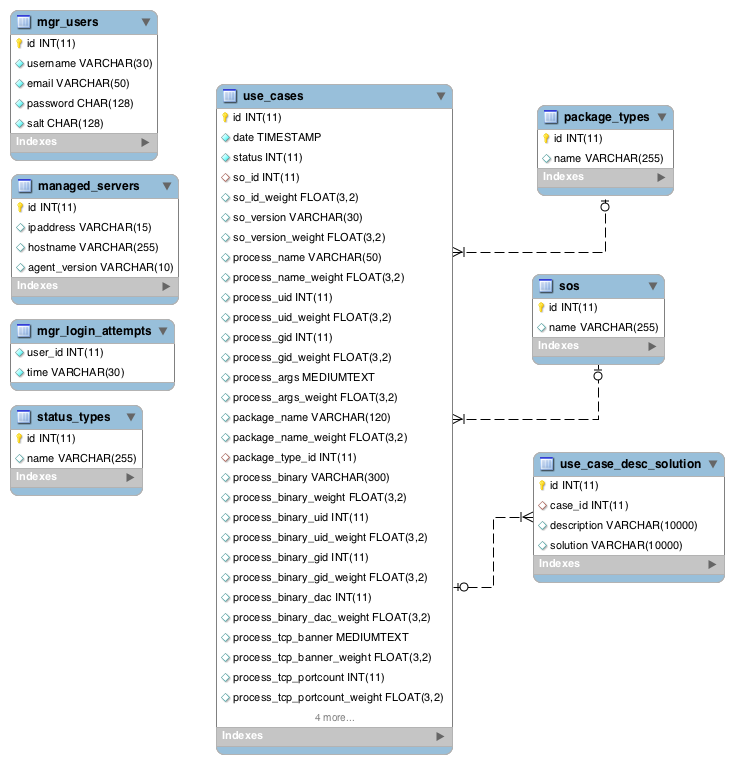 mgr_users
id INT(11)
username VARCHAR(30)
email VARCHAR(50)
password CHAR(128)
salt CHAR(128)
Indexes
managed_servers
id INT(11)
ipaddress VARCHAR(15)
hostname VARCHAR(255)
agent_version VARCHAR(10)
Indexes
mgr_login_attempts
user_id INT(11)
time VARCHAR(30)
status_types
id INT(11)
name VARCHAR(255)
Indexes
use_cases
id INT(11)
date TIMESTAMP
status INT(11)
so_id INT(11)
so_id_weight FLOAT(3,2)
so_version VARCHAR(30)
so_version_weight FLOAT(3,2)
process_name VARCHAR(50)
process_name_weight FLOAT(3,2)
process_uid INT(11)
process_uid_weight FLOAT(3,2)
process_gid INT(11)
process_gid_weight FLOAT(3,2)
process_args MEDIUMTEXT
process_args_weight FLOAT(3,2)
package_name VARCHAR(120)
package_name_weight FLOAT(3,2)
package_type_id INT(11)
process_binary VARCHAR(300)
process_binary_weight FLOAT(3,2)
process_binary_uid INT(11)
process_binary_uid_weight FLOAT(3,2)
process_binary_gid INT(11)
process_binary_gid_weight FLOAT(3,2)
process_binary_dac INT(11)
process_binary_dac_weight FLOAT(3,2)
process_tcp_banner MEDIUMTEXT
process_tcp_banner_weight FLOAT(3,2)
process_tcp_portcount INT(11)
process_tcp_portcount_weight FLOAT(3,2)
4 more...
Indexes
package_types
id INT(11)
name VARCHAR(255)
Indexes
sos
id INT(11)
name VARCHAR(255)
Indexes
use_case_desc_solution
id INT(11)
case_id INT(11)
description VARCHAR(10000)
solution VARCHAR(10000)
Indexes